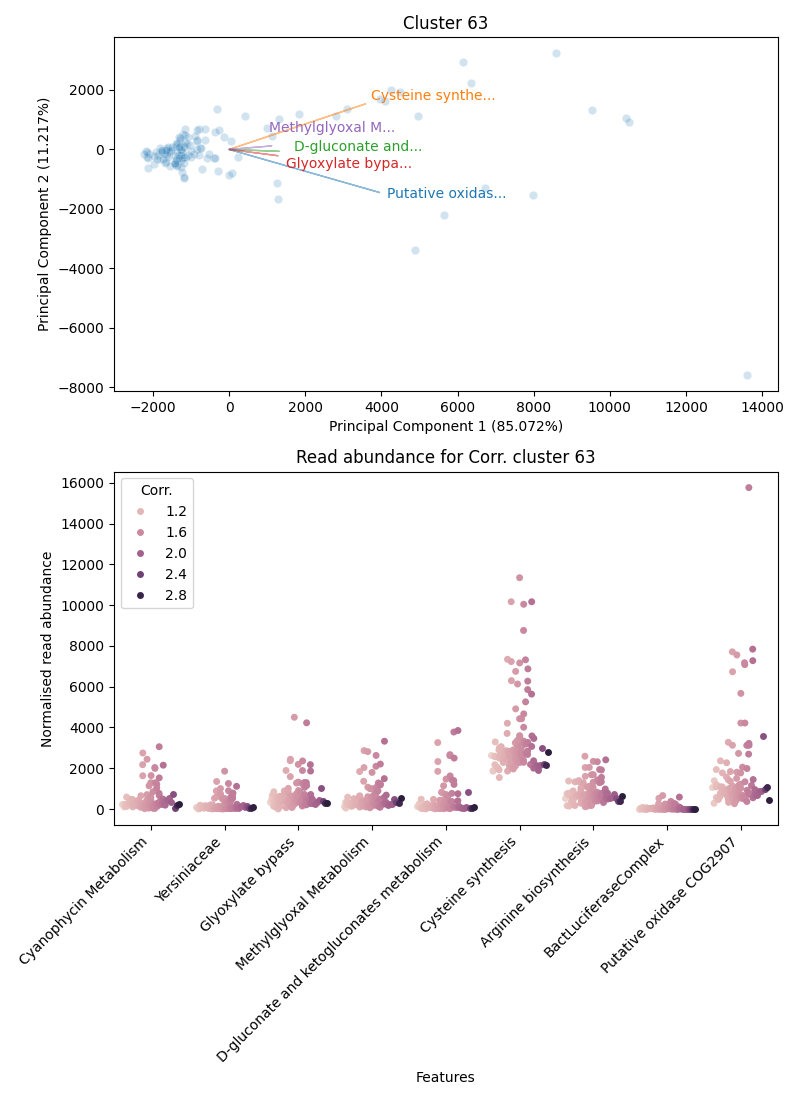 Cluster 63
2000
0
−2000
−4000
−6000
−8000
Principal Component 2 (11.217%)
Cysteine synthe...
Methylglyoxal M...
D-gluconate and...
Glyoxylate bypa...
Putative oxidas...
−2000 0 2000 4000 6000 8000 10000 12000 14000
Principal Component 1 (85.072%)
Read abundance for Corr. cluster 63
16000
14000
12000
10000
8000
6000
4000
2000
0
Normalised read abundance
Corr.
1.2
1.6
2.0
2.4
2.8
Cyanophycin Metabolism
Yersiniaceae
Glyoxylate bypass
Methylglyoxal Metabolism
D-gluconate and ketogluconates metabolism
Cysteine synthesis
Arginine biosynthesis
BactLuciferaseComplex
Putative oxidase COG2907
Features